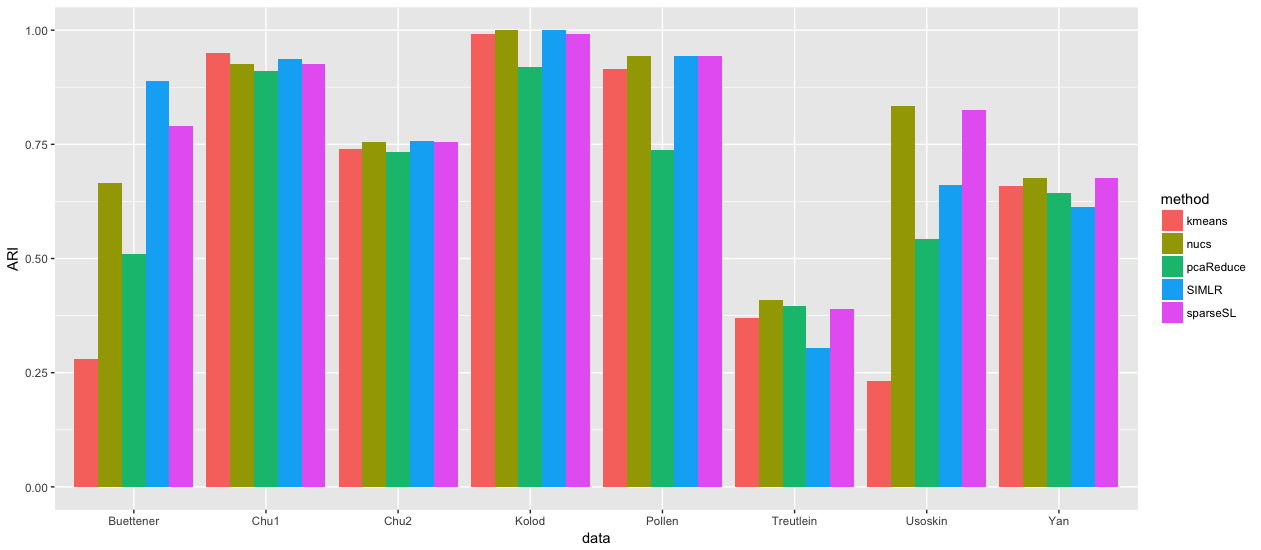 ARI
1.00
0.75
0.50
0.25
0.00
Buettener Chu1 Chu2 Kolod Pollen Treutlein Usoskin Yan
data
method
kmeans
nucs
pcaReduce
SIMLR
sparseSL